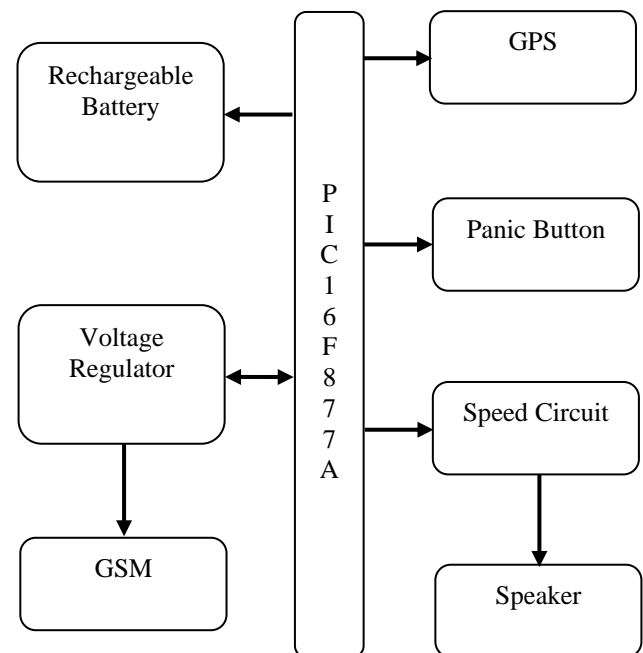 Rechargeable
Battery
Voltage
Regulator
GSM
P
I
C
1
6
F
8
7
7
A
GPS
Panic Button
Speed Circuit
Speaker